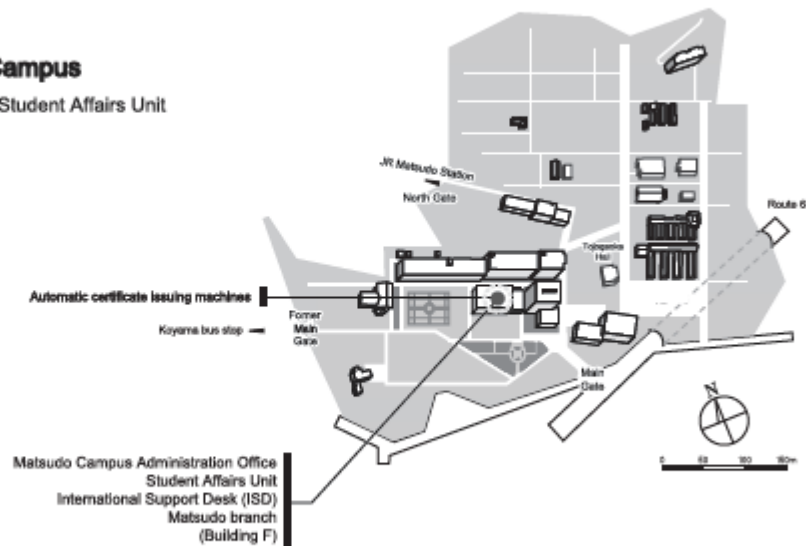 Campus
Student Affairs Unit
JR Matsudo Station
North Gate
Route 6
Tojogaoka
Hall
Automatic certificate issuing machines
Koyama bus stop
Former
Main
Gate
Main
Gate
N
0 50 100 150m
Matsudo Campus Administration Office
Student Affairs Unit
International Support Desk (ISD)
Matsudo branch
(Building F)